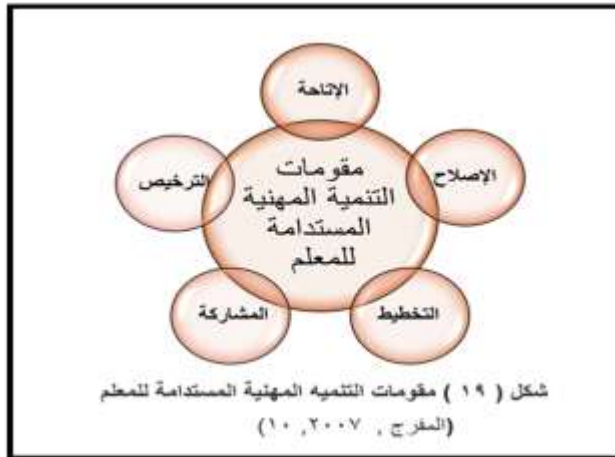 الإتاحة
الإصلاح
التخطيط
المشاركة
الترخيص
مقومات
التنمية المهنية
المستدامة
للمعلم
شكل ( ١٩ ) مقومات التنميه المهنية المستدامة للمعلم
(المفرج , ٢٠٠٧, ١٠)